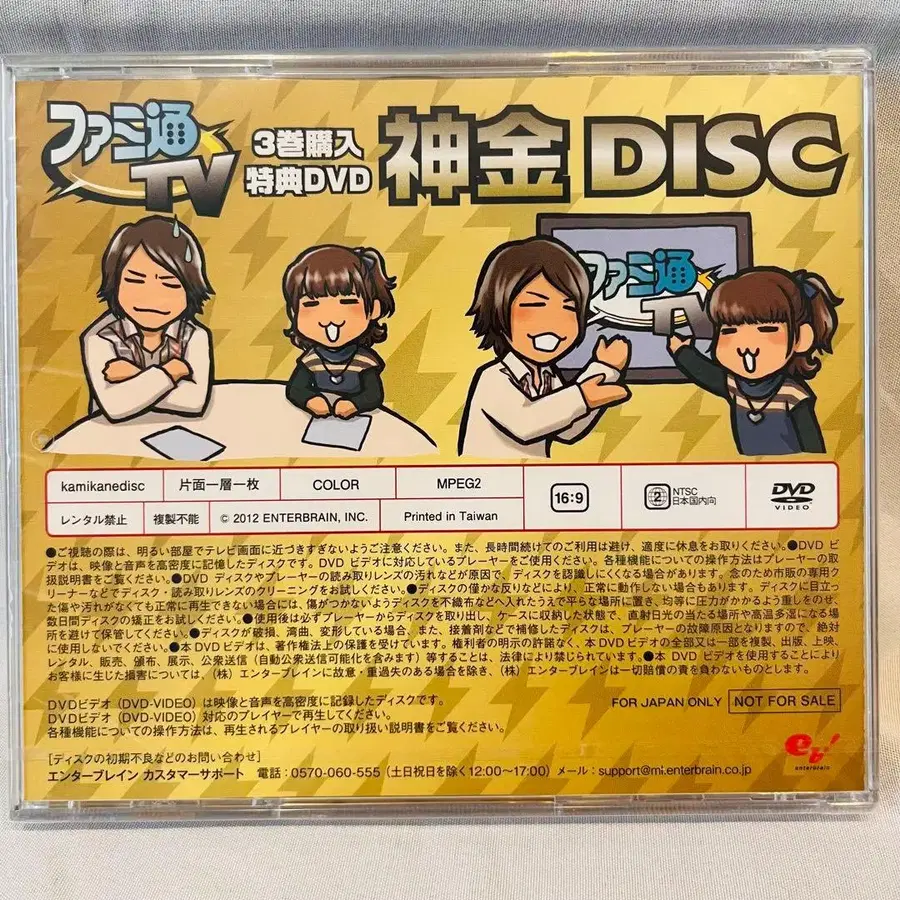 ファミ通TV
3巻購入
特典DVD
神金 DISC
ファミ通
TV
kamikanedisc 片面一層一枚 COLOR MPEG2 16:9 2 NTSC 日本国内向 DVD VIDEO
レンタル禁止 複製不能 © 2012 ENTERBRAIN, INC. Printed in Taiwan
●ご視聴の際は、明るい部屋でテレビ画面に近づきすぎないようご注意ください。また、長時間続けてのご利用は避け、適度に休息をお取りください。●DVD ビ
デオは、映像と音声を高密度に記憶したディスクです。DVD ビデオに対応しているプレーヤーをご使用ください。各種機能についての操作方法はプレーヤーの取
扱説明書をご覧ください。●DVD ディスクやプレーヤーの読み取りレンズの汚れなどが原因で、ディスクを認識しにくくなる場合があります。念のため市販の専用
クリーナーなどでディスク・読み取りレンズのクリーニングをお試しください。●ディスクの僅かな反りなどにより、正常に動作しない場合もあります。ディスクに目立っ
た傷や汚れがなくても正常に再生できない場合には、傷がつかないようディスクを不織布などへ入れたうえで平らな場所に置き、均等に圧力がかかるよう重しをのせ、
数日間ディスクの矯正をお試しください。●使用後は必ずプレーヤーからディスクを取り出し、ケースに収納した状態で、直射日光の当たる場所や高温多湿になる場
所を避けて保管してください。●ディスクが破損、湾曲、変形している場合、また、接着剤などで補修したディスクは、プレーヤーの故障原因となりますので、絶対
に使用しないでください。●本 DVD ビデオは、著作権法上の保護を受けています。権利者の明示の許諾なく、本 DVD ビデオの全部又は一部を複製、出版、上映、
レンタル、販売、頒布、展示、公衆送信（自動公衆送信可能化を含みます）等することは、法律により禁じられています。●本 DVD ビデオを使用することにより
お客様に生じた損害については、（株）エンターブレインに故意・重過失のある場合を除き、（株）エンターブレインは一切賠償の責を負わないものとします。
DVDビデオ（DVD-VIDEO）は映像と音声を高密度に記録したディスクです。
DVDビデオ（DVD-VIDEO）対応のプレイヤーで再生してください。
各種機能についての操作方法は、再生されるプレイヤーの取り扱い説明書をご覧ください。
FOR JAPAN ONLY NOT FOR SALE
[ディスクの初期不良などのお問い合わせ]
エンターブレイン カスタマーサポート 電話：0570-060-555（土日祝日を除く12:00〜17:00）メール：support@ml.enterbrain.co.jp
eb!
enterbrain